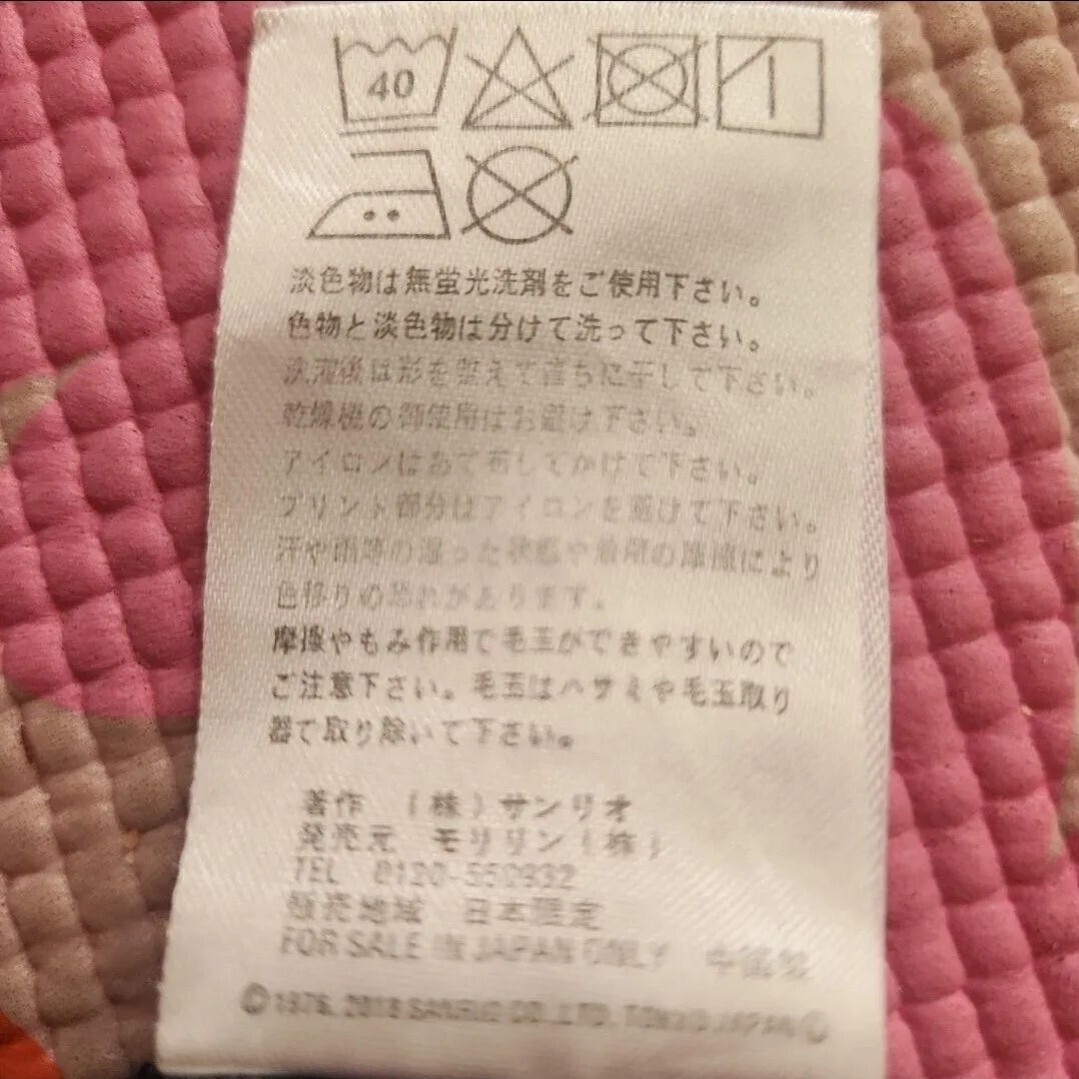 40
淡色物は無蛍光洗剤をご使用下さい。
色物と淡色物は分けて洗って下さい。
洗濯後は形を整えて直ちに干して下さい。
乾燥機の御使用はお避け下さい。
アイロンはあて布してかけて下さい。
プリント部分はアイロンを避けて下さい。
汗や雨等の湿った状態や着用の摩擦により
色移りの恐れがあります。
摩擦やもみ作用で毛玉ができやすいので
ご注意下さい。毛玉はハサミや毛玉取り
器で取り除いて下さい。
著作 (株)サンリオ
発売元 モリリン(株)
TEL 0120-550932
販売地域 日本限定
FOR SALE IN JAPAN ONLY 中国製
©1976, 2018 SANRIO CO.,LTD. TOKYO JAPAN